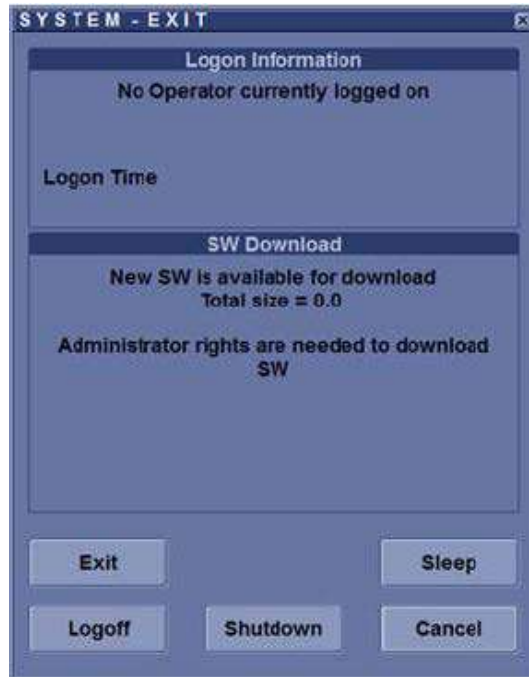 SYSTEM - EXIT
Logon Information
No Operator currently logged on
Logon Time
SW Download
New SW is available for download
Total size = 0.0
Administrator rights are needed to download
SW
Exit
Sleep
Logoff
Shutdown
Cancel